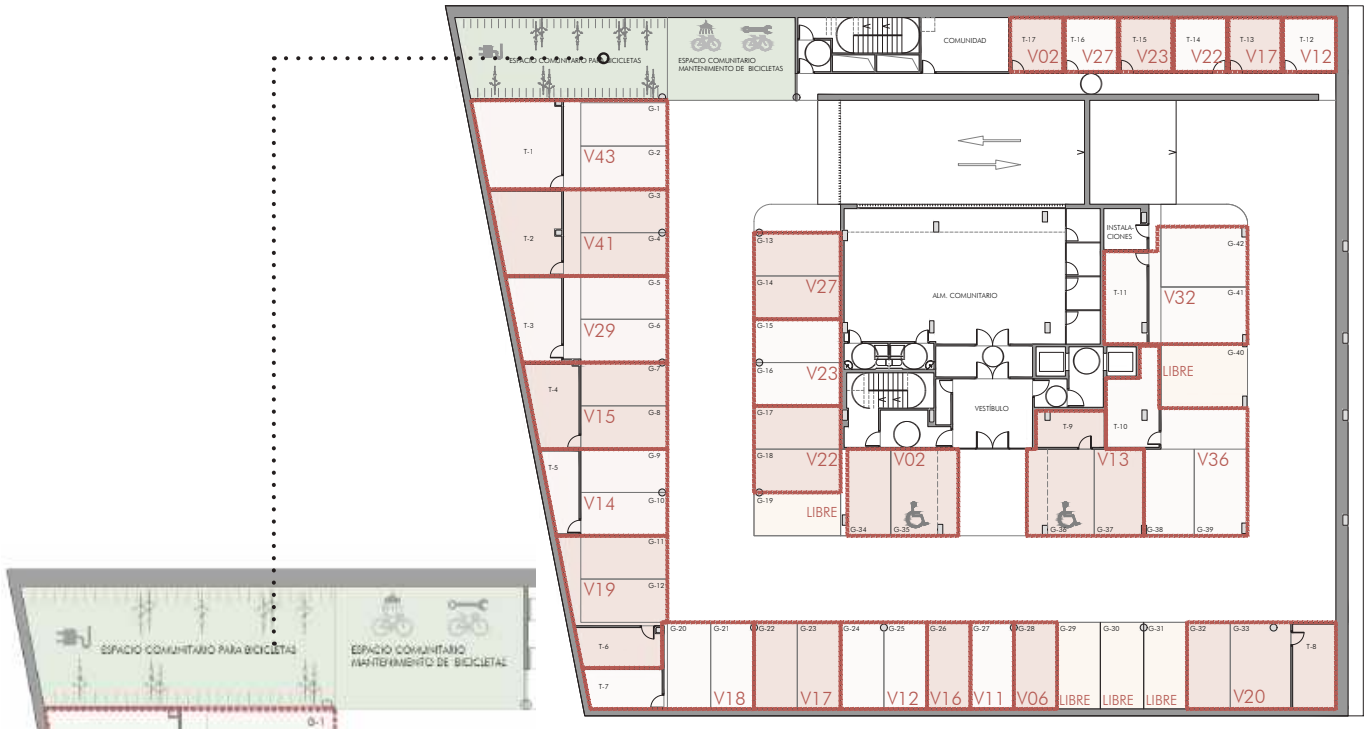 ESPACIO COMUNITARIO PARA BICICLETAS
ESPACIO COMUNITARIO
MANTENIMIENTO DE BICICLETAS
COMUNIDAD
T-17
V02
T-16
V27
T-15
V23
T-14
V22
T-13
V17
T-12
V12
G-1
T-1
G-2
V43
G-3
T-2
G-4
V41
G-5
T-3
G-6
V29
G-7
T-4
G-8
V15
G-9
T-5
G-10
V14
G-11
G-12
V19
T-6
T-7
G-13
G-14
V27
G-15
G-16
V23
G-17
G-18
V22
G-19
LIBRE
ALM. COMUNITARIO
INSTALA-
CIONES
T-11
G-42
G-41
V32
G-40
LIBRE
VESTÍBULO
T-9
T-10
V02
G-34
G-35
V13
G-36
G-37
V36
G-38
G-39
G-20
G-21
V18
G-22
G-23
V17
G-24
G-25
V12
G-26
V16
G-27
V11
G-28
V06
G-29
LIBRE
G-30
LIBRE
G-31
LIBRE
G-32
G-33
V20
T-8
ESPACIO COMUNITARIO PARA BICICLETAS
ESPACIO COMUNITARIO
MANTENIMIENTO DE BICICLETAS
G-1